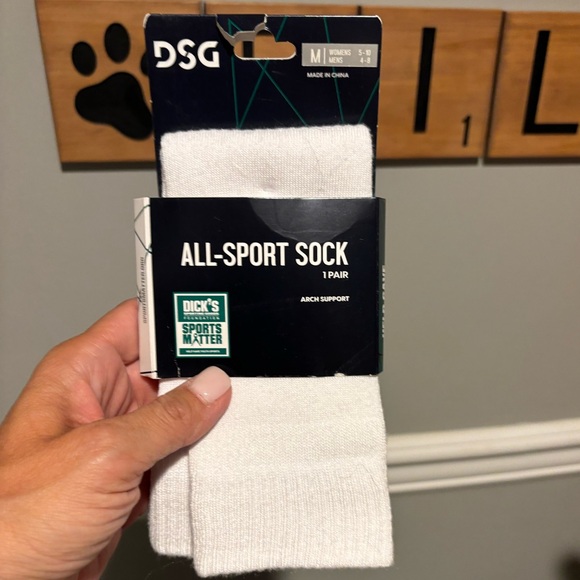 DSG
M WOMENS 5 - 10
MENS 4 - 8
MADE IN CHINA
I
1
L
ALL-SPORT SOCK
1 PAIR
ARCH SUPPORT
DICK'S
FOUNDATION
SPORTS
MATTER